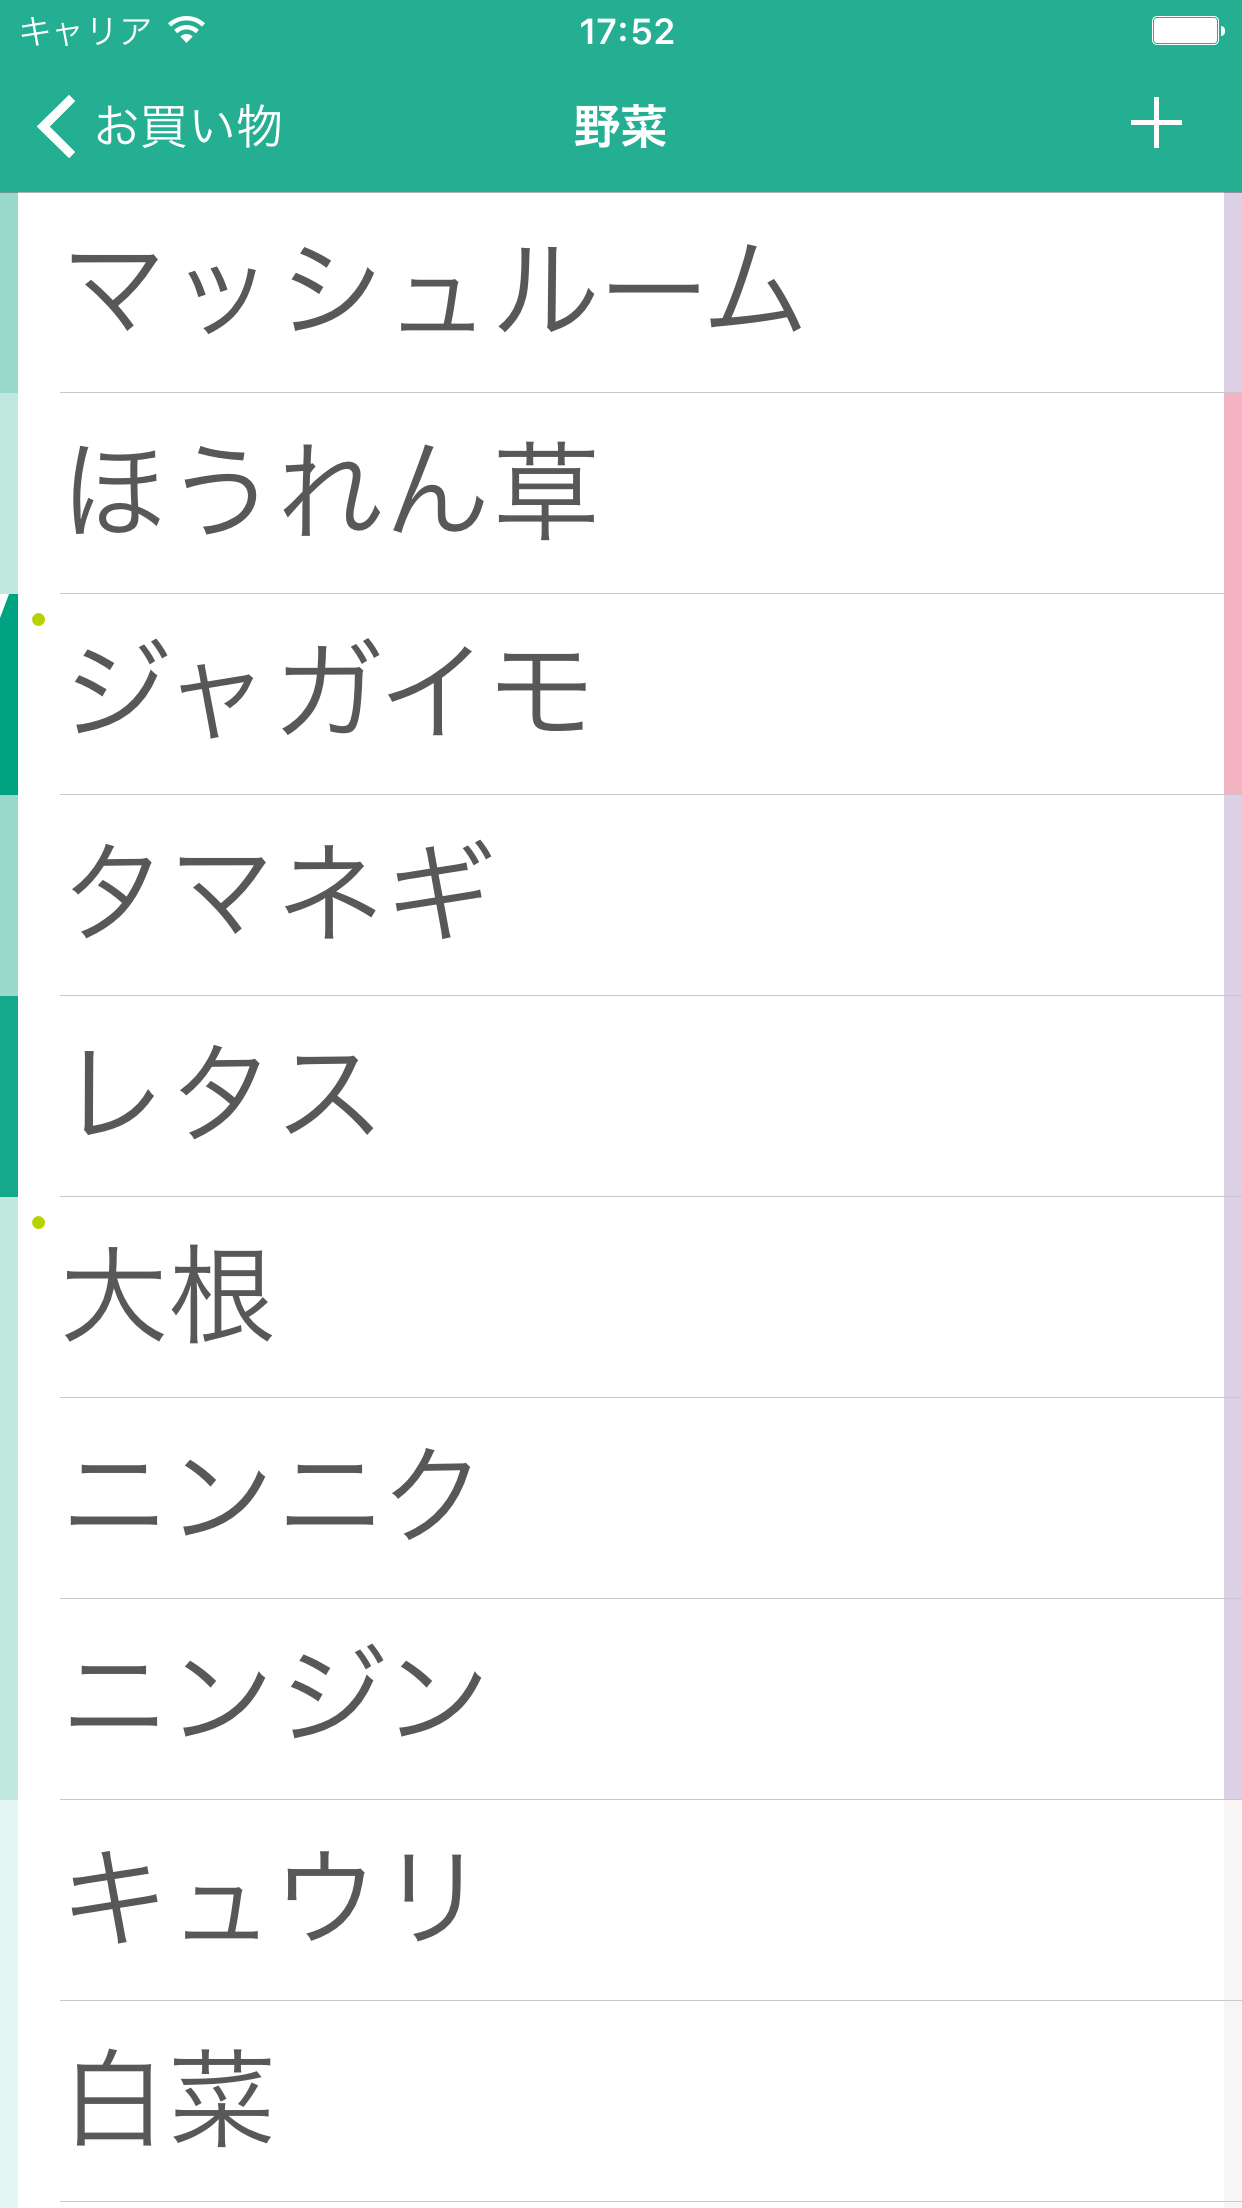 キャリア 17:52
お買い物 野菜
マッシュルーム
ほうれん草
ジャガイモ
タマネギ
レタス
大根
ニンニク
ニンジン
キュウリ
白菜